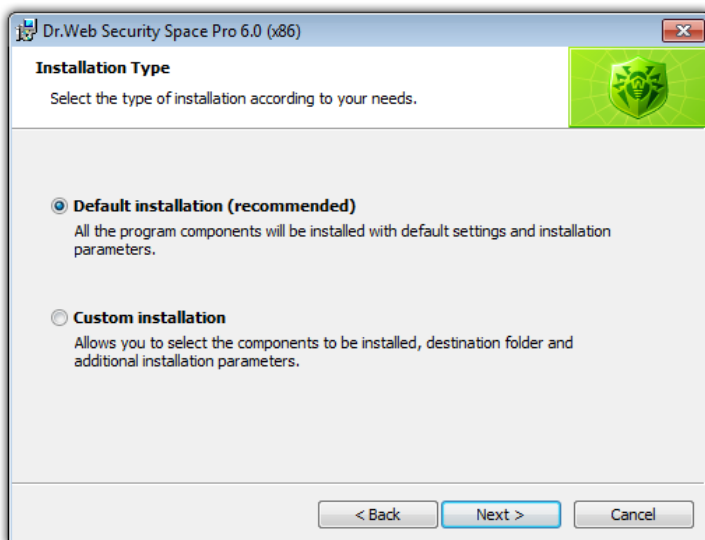 Dr.Web Security Space Pro 6.0 (x86)
Installation Type
Select the type of installation according to your needs.
Default installation (recommended)
All the program components will be installed with default settings and installation
parameters.
Custom installation
Allows you to select the components to be installed, destination folder and
additional installation parameters.
< Back
Next >
Cancel